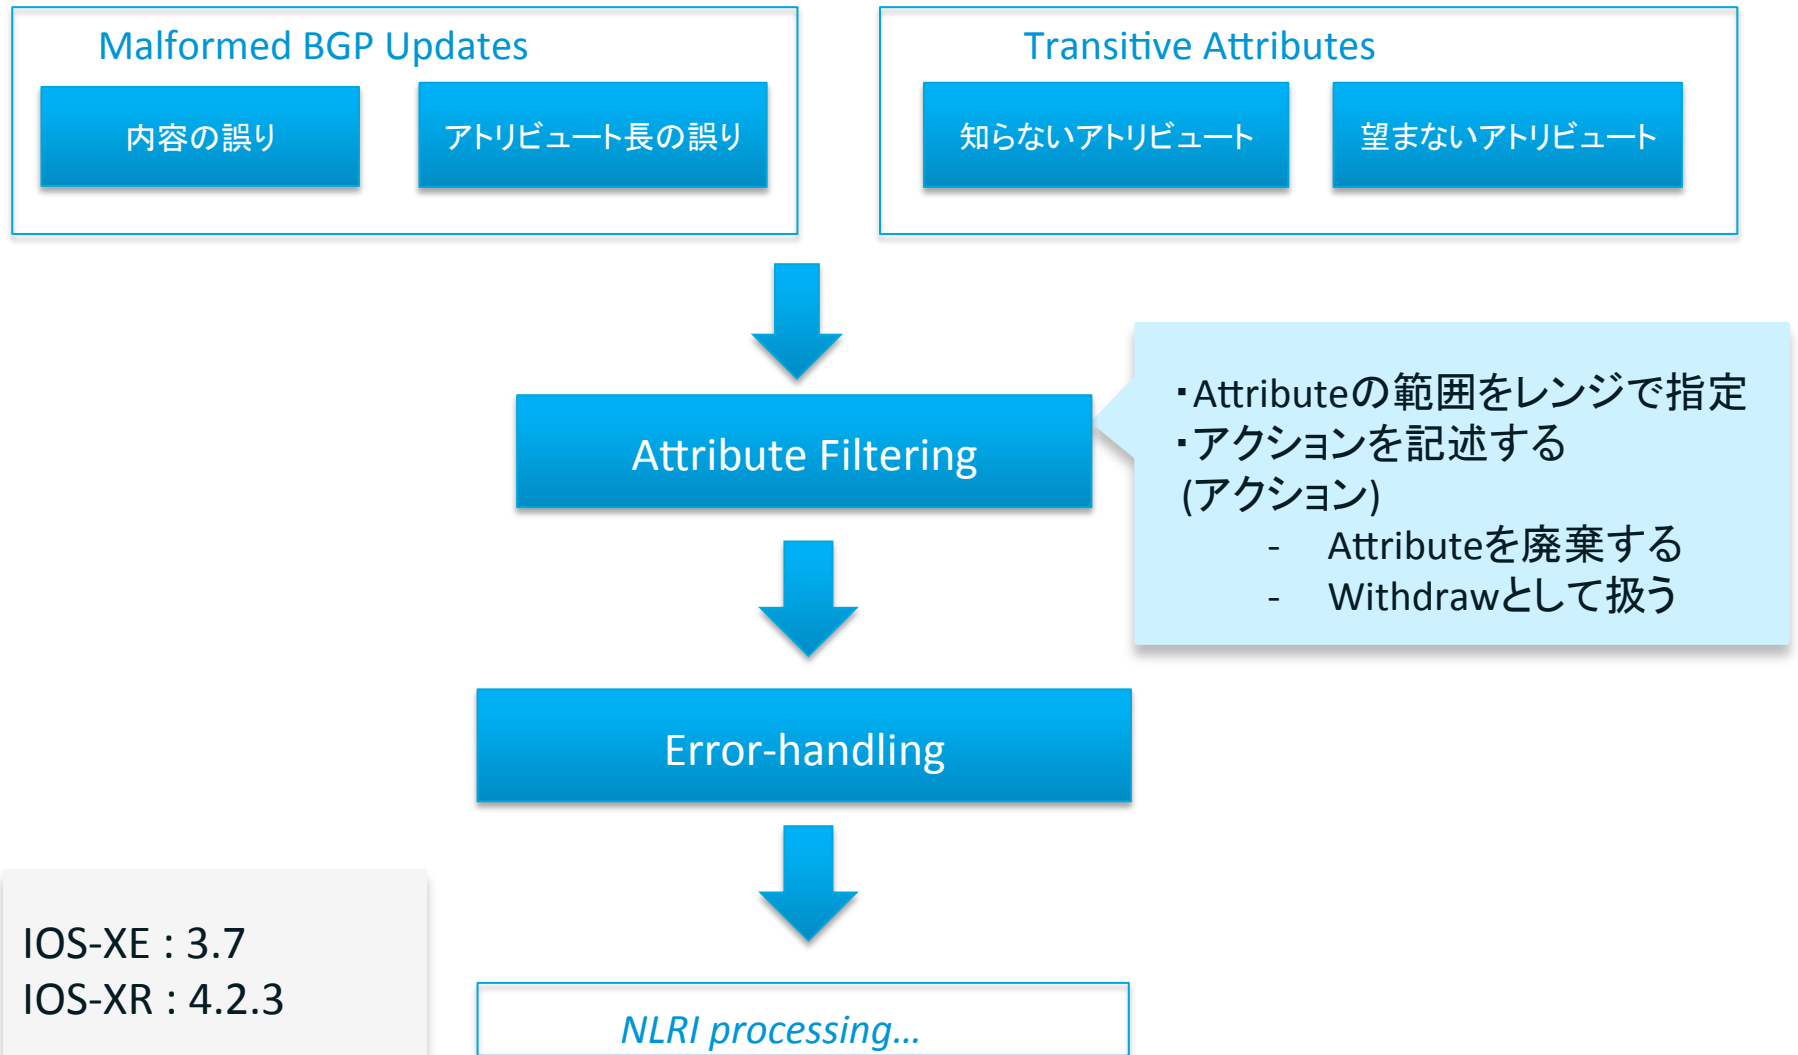 Malformed BGP Updates
内容の誤り
アトリビュート長の誤り
Transitive Attributes
知らないアトリビュート
望まないアトリビュート
Attribute Filtering
・Attributeの範囲をレンジで指定
・アクションを記述する
(アクション)
- Attributeを廃棄する
- Withdrawとして扱う
Error-handling
IOS-XE : 3.7
IOS-XR : 4.2.3
NLRI processing...